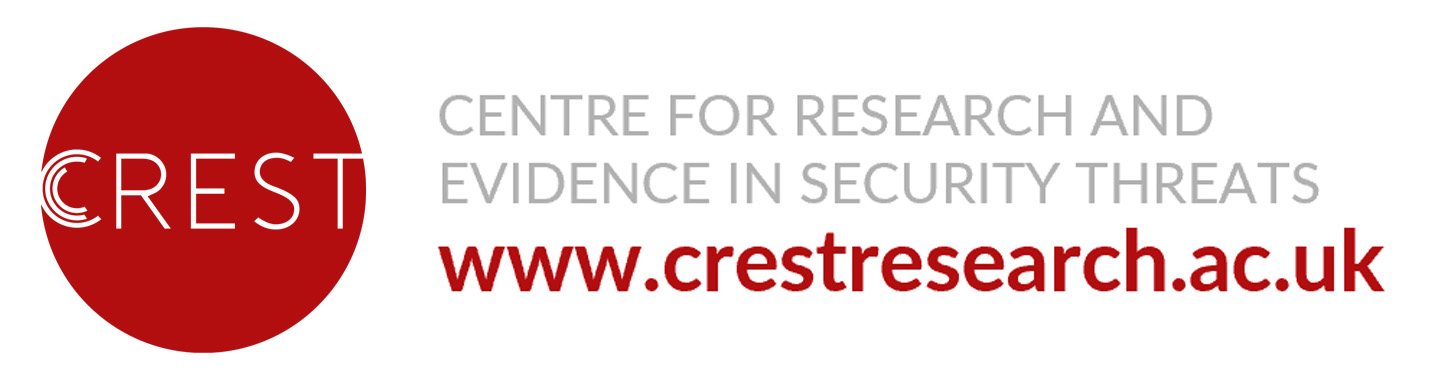 CREST
CENTRE FOR RESEARCH AND
EVIDENCE IN SECURITY THREATS
www.crestresearch.ac.uk